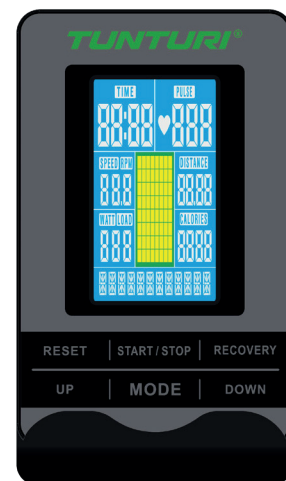 TUNTURI®
TIME PULSE
88:88 888
SPEED RPM DISTANCE
88.8 88.88
WATT LOAD CALORIES
888 8888
RESET START / STOP RECOVERY
UP MODE DOWN